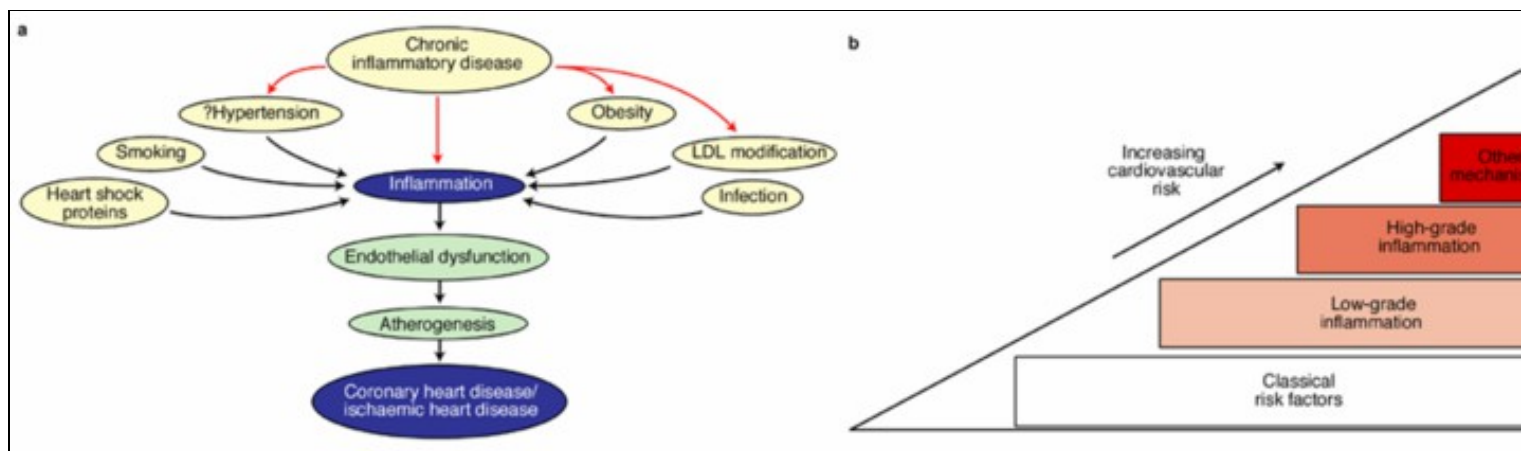 a
Chronic
inflammatory disease
?Hypertension
Obesity
Smoking
LDL modification
Heart shock
proteins
Inflammation
Infection
Endothelial dysfunction
Atherogenesis
Coronary heart disease/
ischaemic heart disease
b
Increasing
cardiovascular
risk
High-grade
inflammation
Low-grade
inflammation
Classical
risk factors